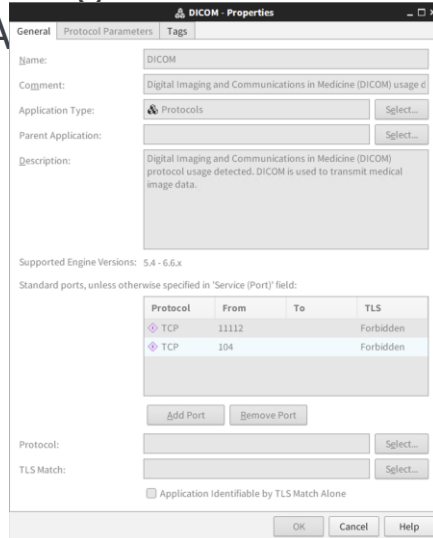 DICOM - Properties
General Protocol Parameters Tags
Name: DICOM
Comment: Digital Imaging and Communications in Medicine (DICOM) usage d
Application Type: Protocols Select...
Parent Application: Select...
Description: Digital Imaging and Communications in Medicine (DICOM)
protocol usage detected. DICOM is used to transmit medical
image data.
Supported Engine Versions: 5.4 - 6.6.x
Standard ports, unless otherwise specified in 'Service (Port)' field:
Protocol From To TLS
TCP 11112 Forbidden
TCP 104 Forbidden
Add Port Remove Port
Protocol: Select...
TLS Match: Select...
Application Identifiable by TLS Match Alone
OK Cancel Help